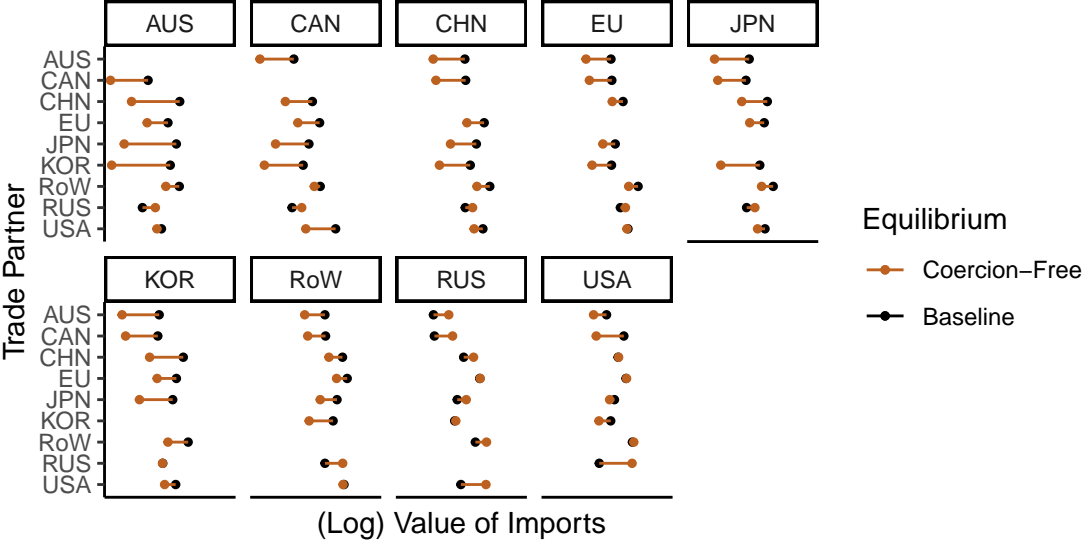 AUS CAN CHN EU JPN
AUS
CAN
CHN
EU
JPN
KOR
RoW
RUS
USA
KOR RoW RUS USA
AUS
CAN
CHN
EU
JPN
KOR
RoW
RUS
USA
Trade Partner
(Log) Value of Imports
Equilibrium
Coercion−Free
Baseline